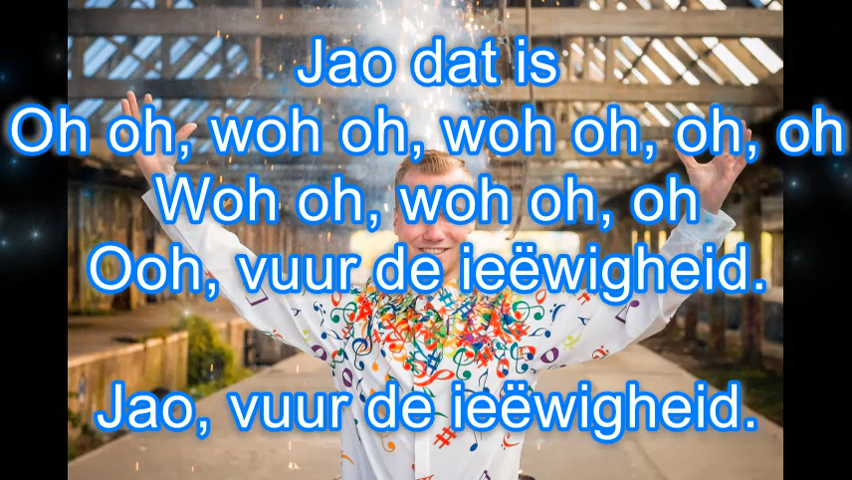 Jao dat is
Oh oh, woh oh, woh oh, oh, oh
Woh oh, woh oh, oh
Ooh, vuur de ieëwigheid.
Jao, vuur de ieëwigheid.